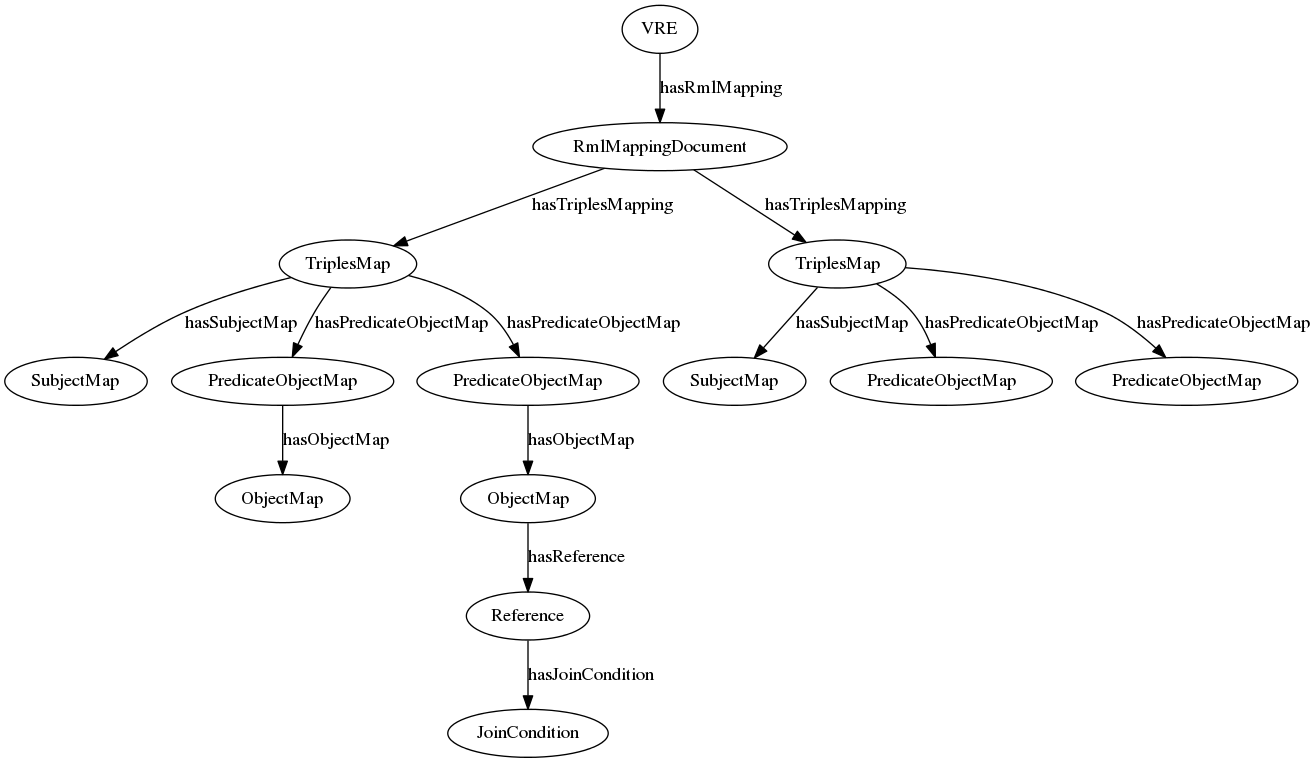 VRE
hasRmlMapping
RmlMappingDocument
hasTriplesMapping hasTriplesMapping
TriplesMap TriplesMap
hasSubjectMap hasPredicateObjectMap hasPredicateObjectMap hasSubjectMap hasPredicateObjectMap hasPredicateObjectMap
SubjectMap PredicateObjectMap PredicateObjectMap SubjectMap PredicateObjectMap PredicateObjectMap
hasObjectMap hasObjectMap
ObjectMap ObjectMap
hasReference
Reference
hasJoinCondition
JoinCondition